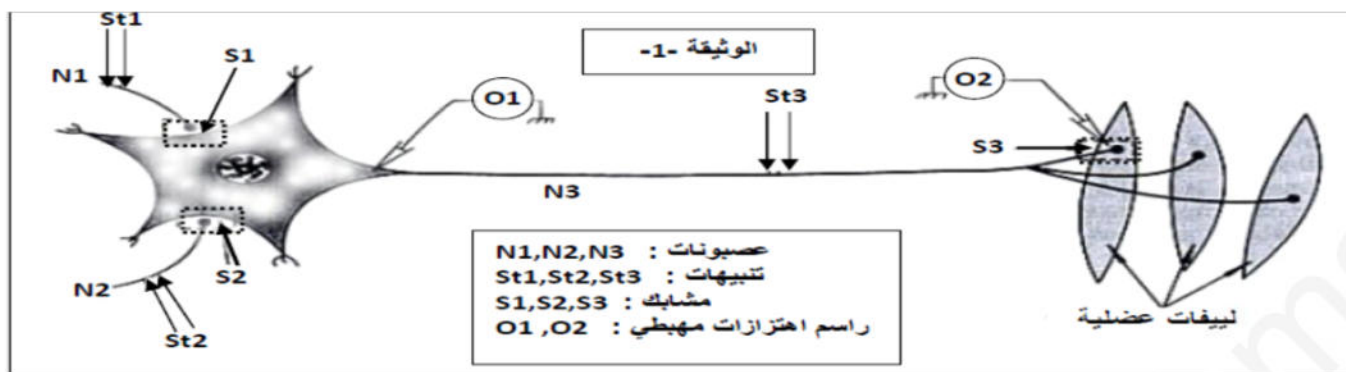 St1
S1
N1
الوثيقة -1-
O1
St3
O2
S3
N3
N2
S2
St2
N1,N2,N3 : عصبونات
St1,St2,St3 : تنبيهات
S1,S2,S3 : مشابك
O1 ,O2 : راسم اهتزازات مهبطي
لييفات عضلية